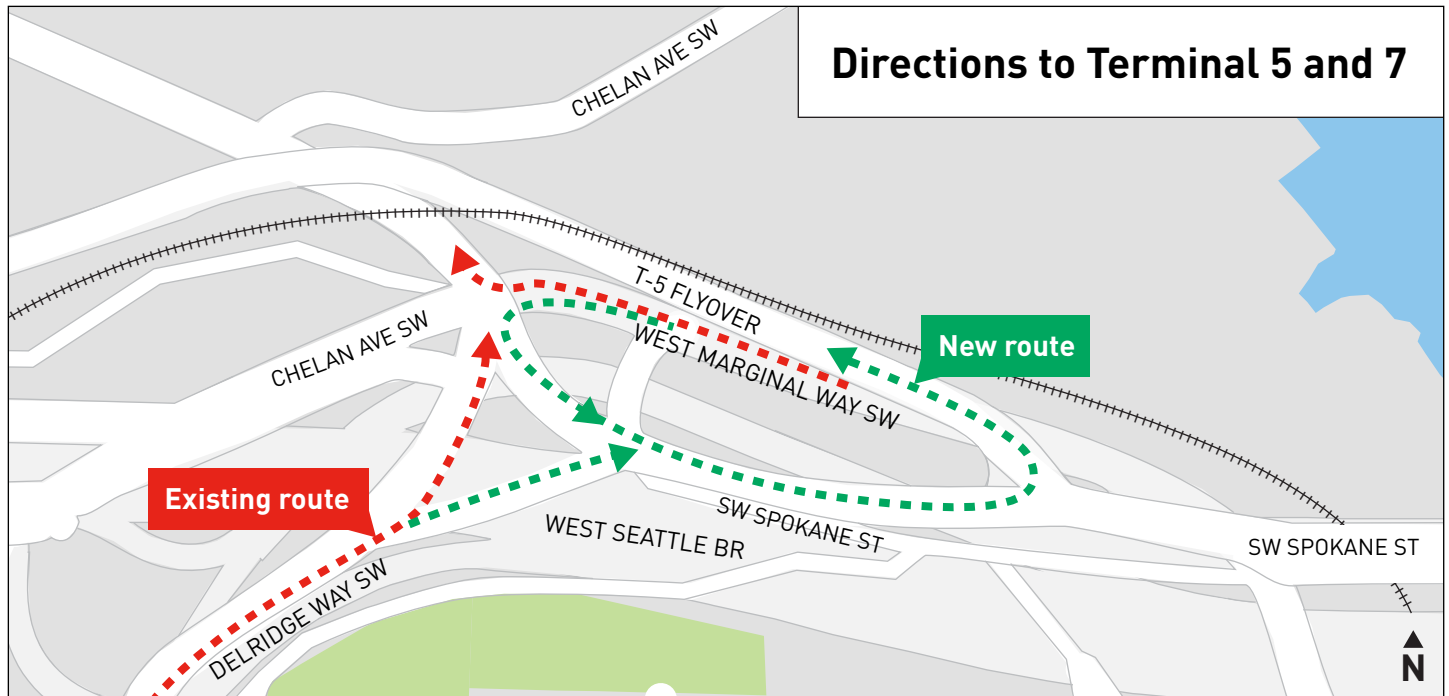 Directions to Terminal 5 and 7
CHELAN AVE SW
T-5 FLYOVER
New route
WEST MARGINAL WAY SW
CHELAN AVE SW
Existing route
SW SPOKANE ST
WEST SEATTLE BR
SW SPOKANE ST
DELRIDGE WAY SW
N